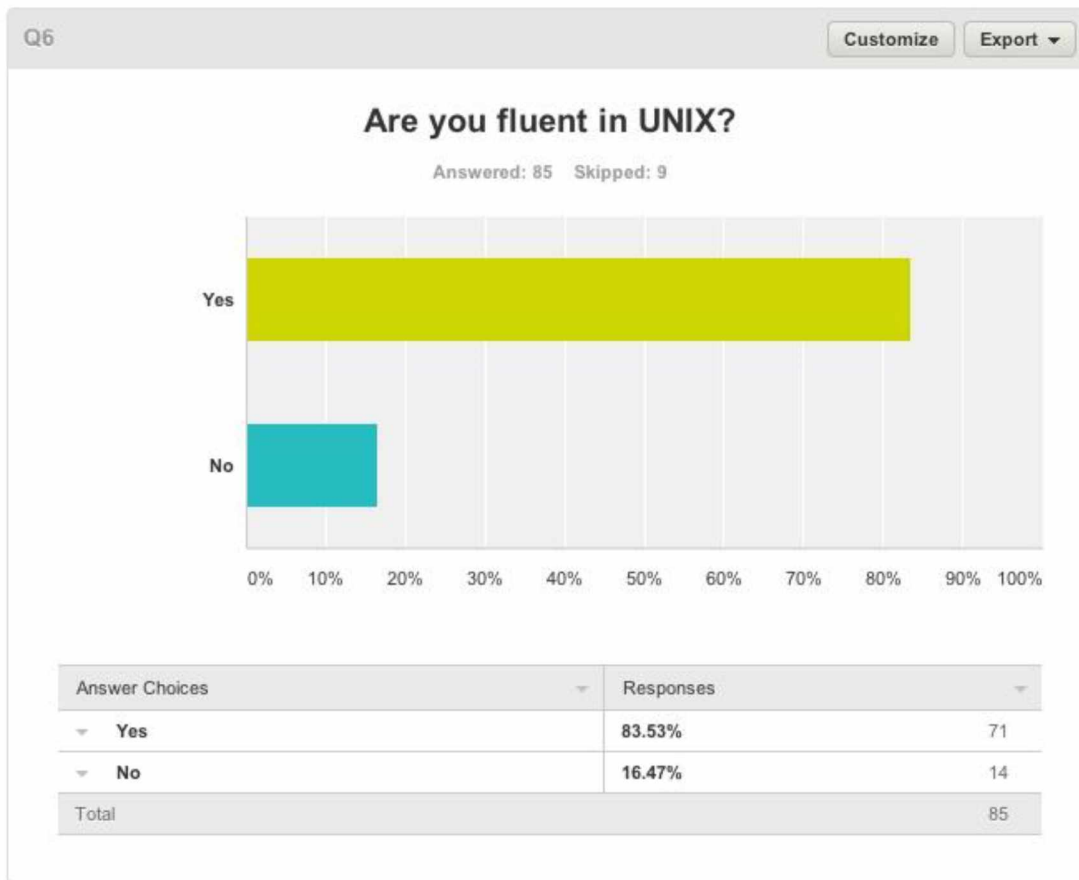 Q6 Customize Export
Are you fluent in UNIX?
Answered: 85 Skipped: 9
Yes
No
0% 10% 20% 30% 40% 50% 60% 70% 80% 90% 100%
Answer Choices Responses
Yes 83.53% 71
No 16.47% 14
Total 85